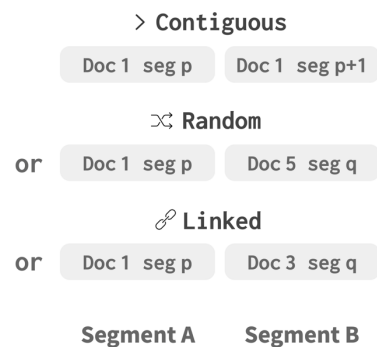 > Contiguous
Doc 1 seg p Doc 1 seg p+1
Random
or Doc 1 seg p Doc 5 seg q
Linked
or Doc 1 seg p Doc 3 seg q
Segment A Segment B